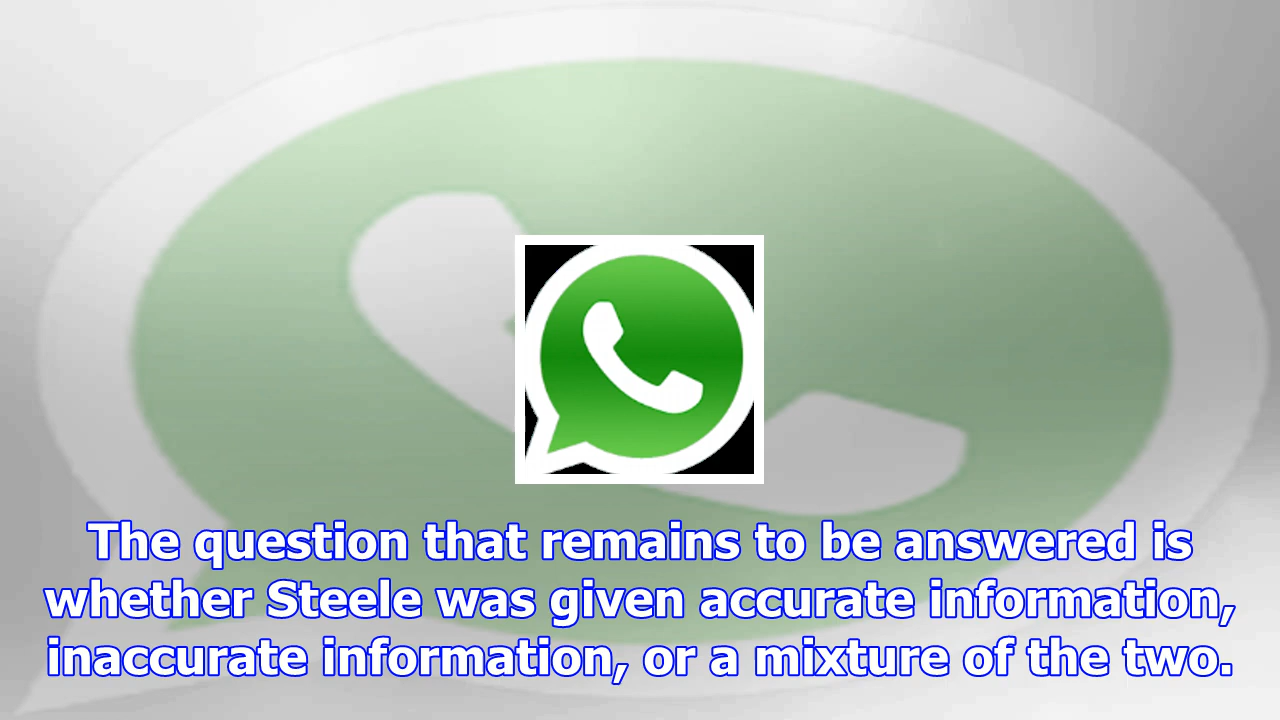 The question that remains to be answered is
whether Steele was given accurate information,
inaccurate information, or a mixture of the two.